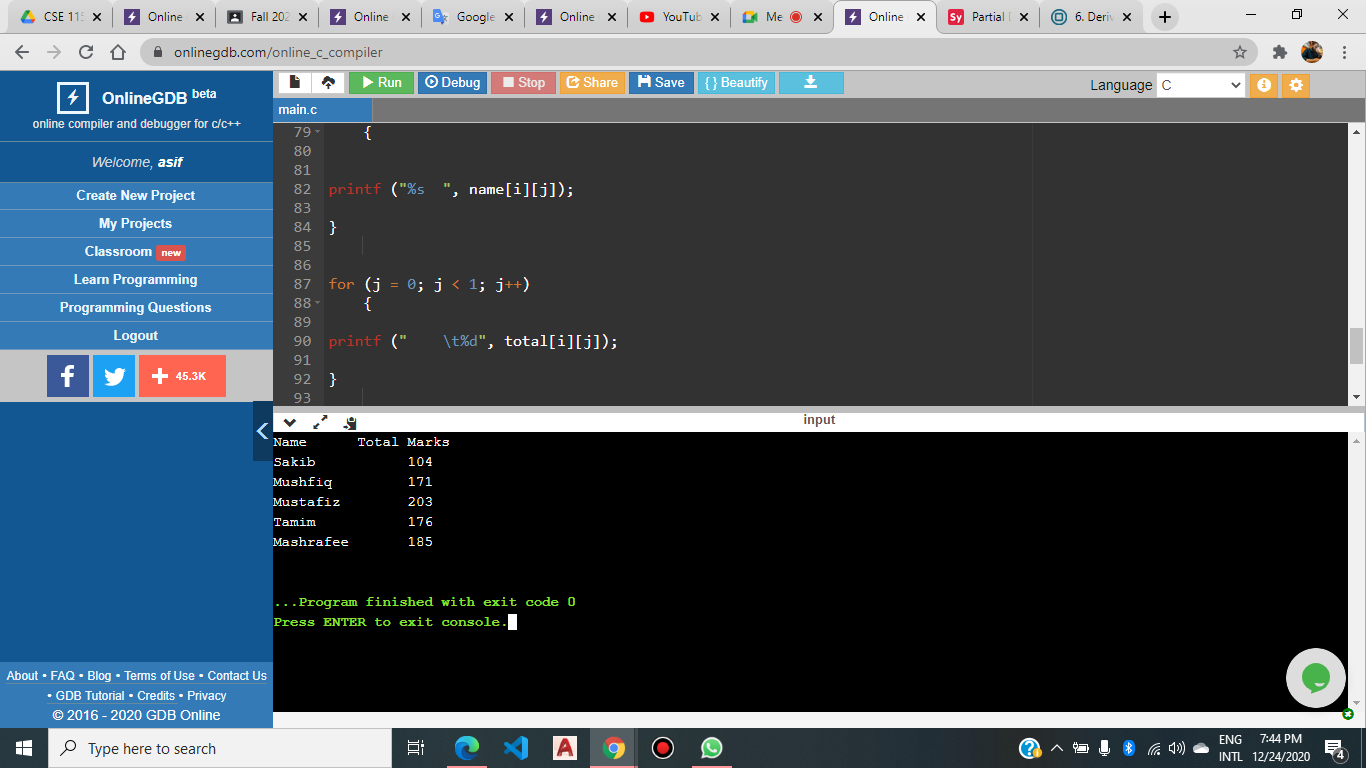 CSE 115 Online Fall 202 Online Google Online YouTub Me Online Sy Partial 6. Deriv
onlinegdb.com/online_c_compiler
OnlineGDB beta
online compiler and debugger for c/c++
Welcome, asif
Create New Project
My Projects
Classroom new
Learn Programming
Programming Questions
Logout
f + 45.3K
About • FAQ • Blog • Terms of Use • Contact Us
• GDB Tutorial • Credits • Privacy
© 2016 - 2020 GDB Online
Run Debug Stop Share Save { } Beautify Language C
main.c
79 {
80
81
82 printf ("%s  ", name[i][j]);
83
84 }
85
86
87 for (j = 0; j < 1; j++)
88 {
89
90 printf ("    \t%d", total[i][j]);
91
92 }
93
input
Name Total Marks
Sakib 104
Mushfiq 171
Mustafiz 203
Tamim 176
Mashrafee 185
...Program finished with exit code 0
Press ENTER to exit console.
Type here to search
A
ENG 7:44 PM
INTL 12/24/2020 4